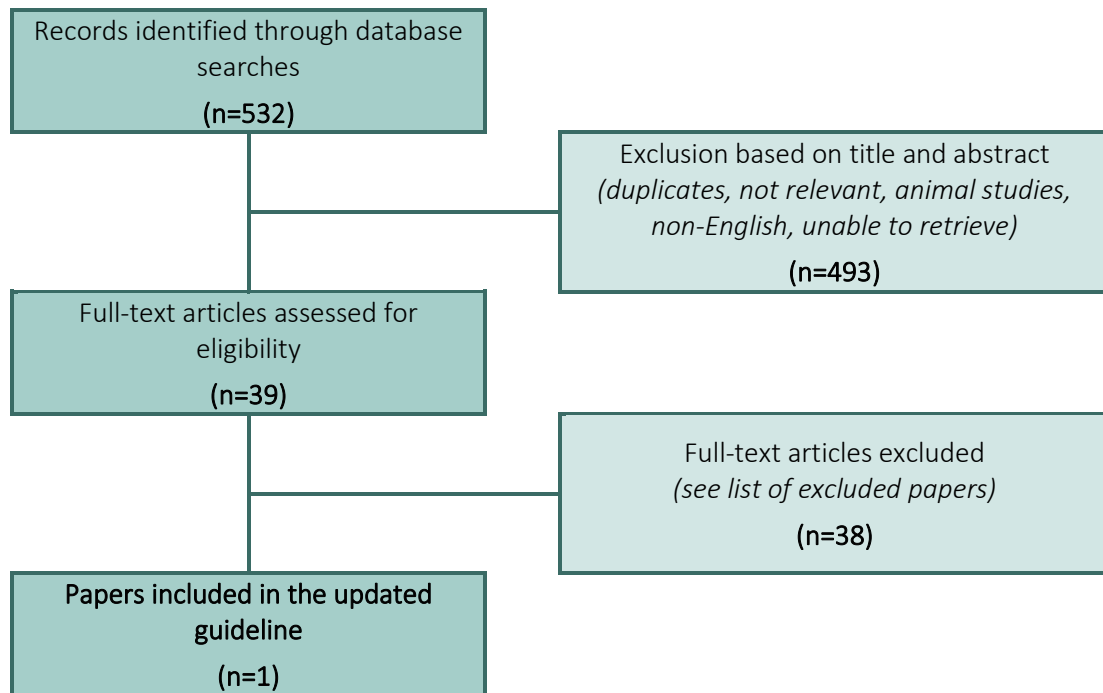 Records identified through database
searches
(n=532)
Exclusion based on title and abstract
(duplicates, not relevant, animal studies,
non-English, unable to retrieve)
(n=493)
Full-text articles assessed for
eligibility
(n=39)
Full-text articles excluded
(see list of excluded papers)
(n=38)
Papers included in the updated
guideline
(n=1)